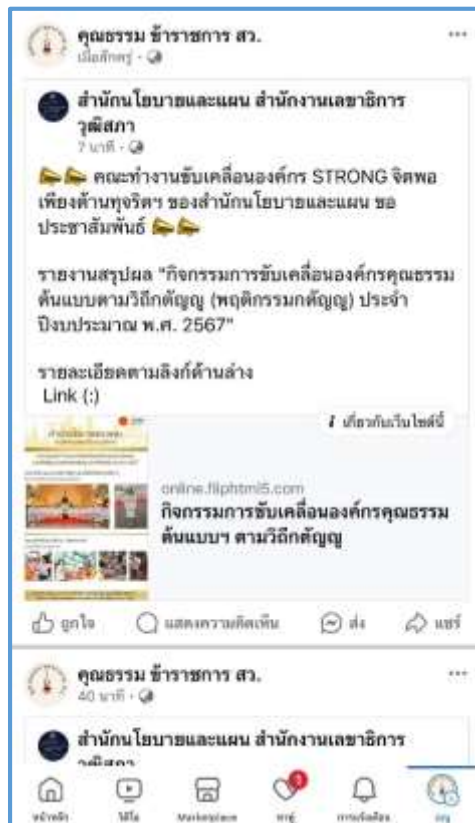 คุณธรรม ข้าราชการ สว.
เมื่อสักครู่ ·
สำนักนโยบายและแผน สำนักงานเลขาธิการ
วุฒิสภา
7 นาที ·
คณะทำงานขับเคลื่อนองค์กร STRONG จิตพอ
เพียงต้านทุจริตฯ ของสำนักนโยบายและแผน ขอ
ประชาสัมพันธ์
รายงานสรุปผล "กิจกรรมการขับเคลื่อนองค์กรคุณธรรม
ต้นแบบตามวิถีกตัญญู (พฤติกรรมกตัญญู) ประจำ
ปีงบประมาณ พ.ศ. 2567"
รายละเอียดตามลิงก์ด้านล่าง
Link (:)
เกี่ยวกับเว็บไซต์นี้
online.fliphtml5.com
กิจกรรมการขับเคลื่อนองค์กรคุณธรรม
ต้นแบบฯ ตามวิถีกตัญญู
ถูกใจ แสดงความคิดเห็น ส่ง แชร์
คุณธรรม ข้าราชการ สว.
40 นาที ·
สำนักนโยบายและแผน สำนักงานเลขาธิการ
วุฒิสภา
หน้าหลัก วิดีโอ Marketplace หาคู่ การแจ้งเตือน เมนู